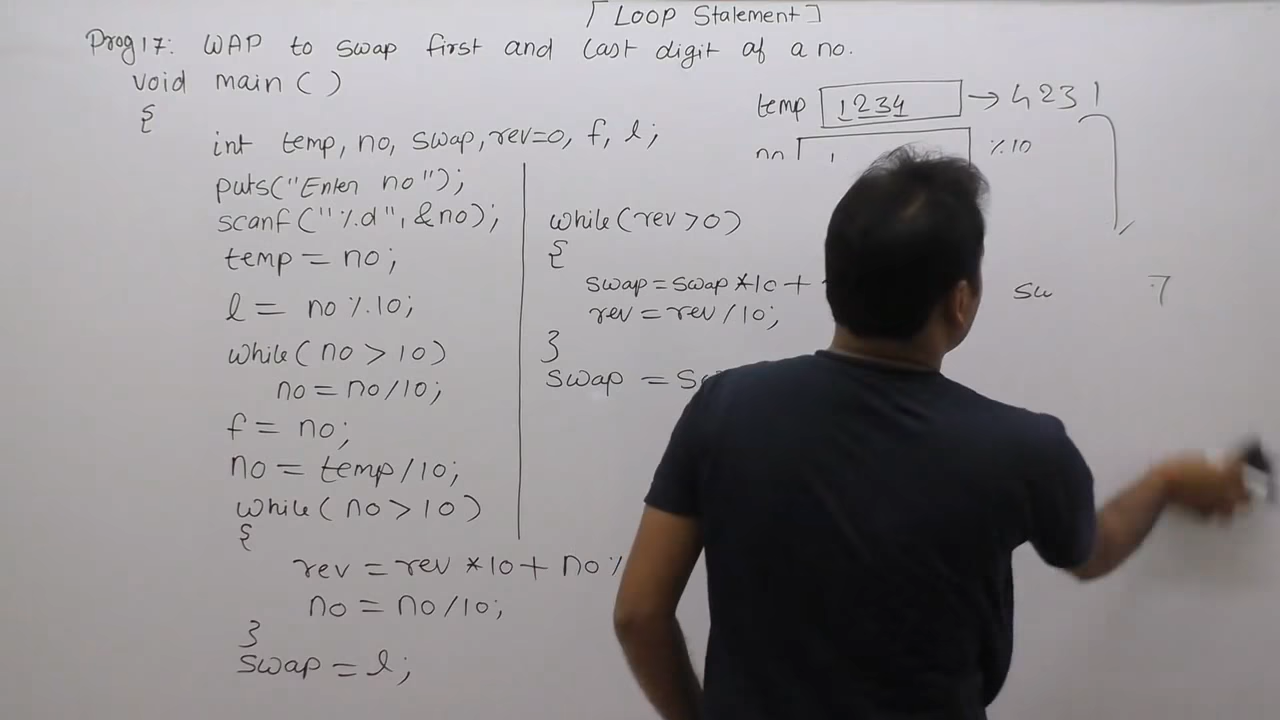 [Loop Statement]
Prog 17: WAP to swap first and last digit of a no.
void main ( )
{
int temp, no, swap, rev=0, f, l;
puts("Enter no");
scanf("%d", &no);
temp = no;
l = no %10;
while(no > 10)
no = no/10;
f = no;
no = temp/10;
while(no > 10)
{
rev = rev *10+ no %
no = no/10;
}
swap = l;
while(rev > 0)
{
swap = swap *10 +
rev = rev/10;
}
swap =
temp 1234 → 4231
no %10